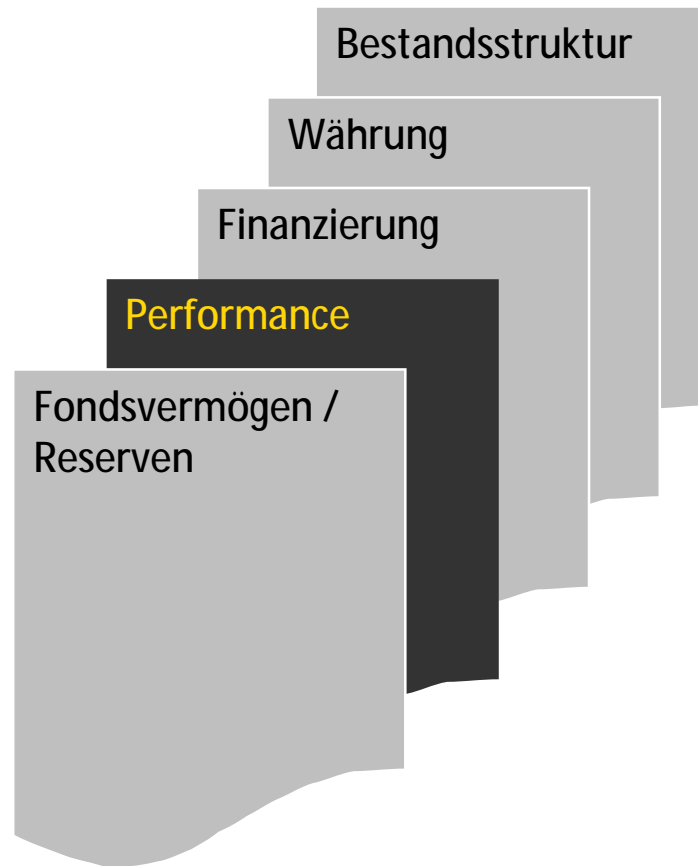 Bestandsstruktur
Währung
Finanzierung
Performance
Fondsvermögen /
Reserven